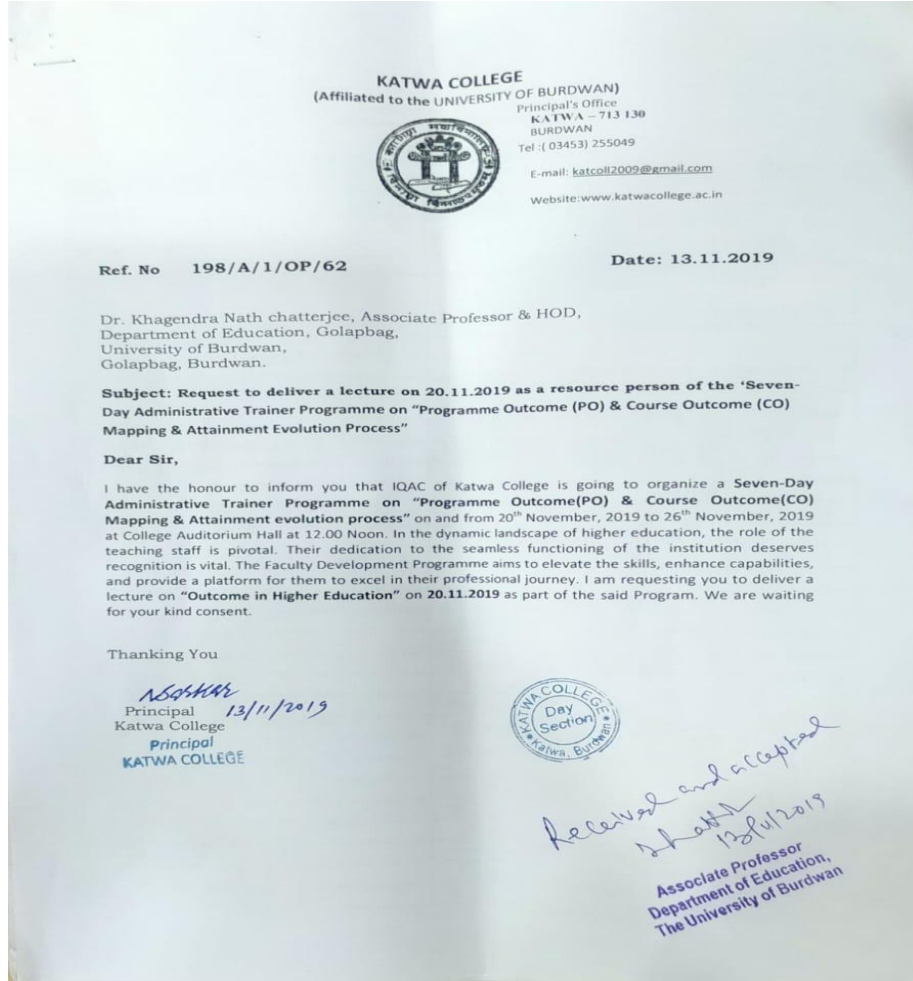 KATWA COLLEGE
(Affiliated to the UNIVERSITY OF BURDWAN)
Principal's Office
KATWA – 713 130
BURDWAN
Tel :( 03453) 255049
E-mail: katcoll2009@gmail.com
Website:www.katwacollege.ac.in
Ref. No 198/A/1/OP/62
Date: 13.11.2019
Dr. Khagendra Nath chatterjee, Associate Professor & HOD,
Department of Education, Golapbag,
University of Burdwan,
Golapbag, Burdwan.
Subject: Request to deliver a lecture on 20.11.2019 as a resource person of the ‘Seven-
Day Administrative Trainer Programme on “Programme Outcome (PO) & Course Outcome (CO)
Mapping & Attainment Evolution Process”
Dear Sir,
I have the honour to inform you that IQAC of Katwa College is going to organize a Seven-Day
Administrative Trainer Programme on “Programme Outcome(PO) & Course Outcome(CO)
Mapping & Attainment evolution process” on and from 20th November, 2019 to 26th November, 2019
at College Auditorium Hall at 12.00 Noon. In the dynamic landscape of higher education, the role of the
teaching staff is pivotal. Their dedication to the seamless functioning of the institution deserves
recognition is vital. The Faculty Development Programme aims to elevate the skills, enhance capabilities,
and provide a platform for them to excel in their professional journey. I am requesting you to deliver a
lecture on “Outcome in Higher Education” on 20.11.2019 as part of the said Program. We are waiting
for your kind consent.
Thanking You
13/11/2019
Principal
Katwa College
Principal
KATWA COLLEGE
KATWA COLLEGE
Day
Section
Katwa, Burdwan
Received and accepted
13/11/2019
Associate Professor
Department of Education,
The University of Burdwan